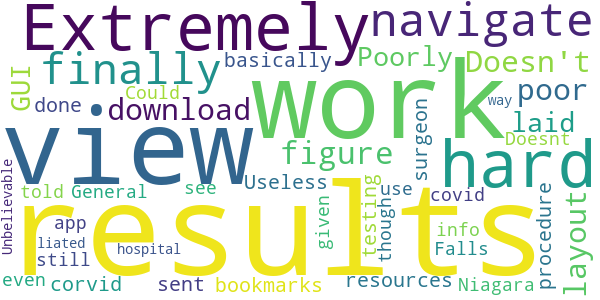 Extremely
navigate
finally
basically
Poorly
Doesn't
GUI
done
Could
download
work
poor
laid
way
Doesnt
view
figure
surgeon
hard
Unbelievable
told
General
see
Useless
use
covid
results
given
testing
though
procedure
layout
app
info
liated
hospital
Falls
still
even
corvid
sent
bookmarks
resources
Niagara